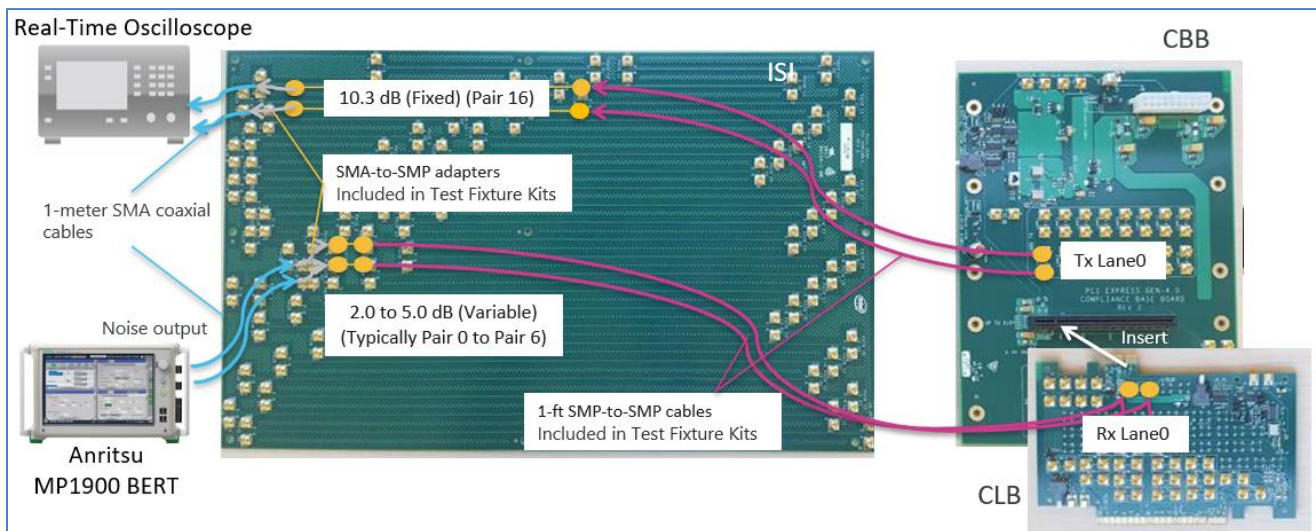 Real-Time Oscilloscope
ISI
CBB
10.3 dB (Fixed) (Pair 16)
SMA-to-SMP adapters
Included in Test Fixture Kits
1-meter SMA coaxial
cables
Tx Lane0
PCI EXPRESS GEN-4.0
COMPLIANCE BASE BOARD
REV 2
Noise output
2.0 to 5.0 dB (Variable)
(Typically Pair 0 to Pair 6)
Insert
1-ft SMP-to-SMP cables
Included in Test Fixture Kits
Rx Lane0
Anritsu
MP1900 BERT
CLB